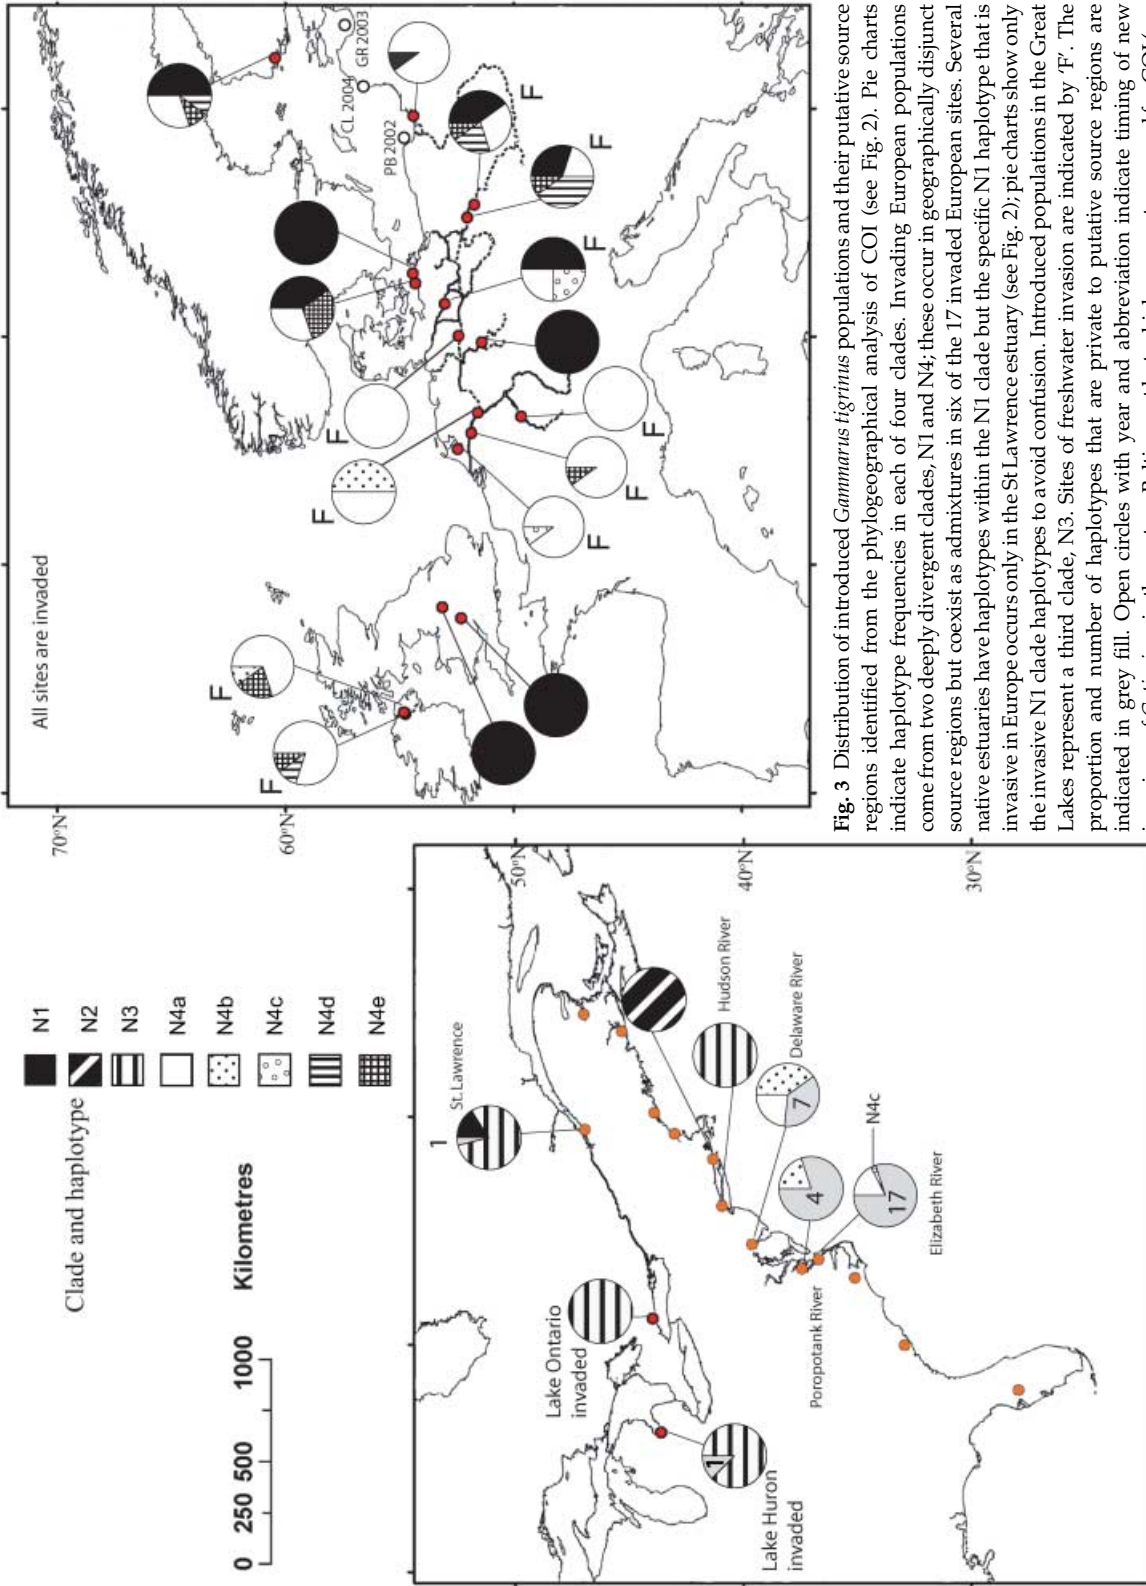 All sites are invaded
70°N
60°N
50°N
40°N
30°N
F
F
F
F
F
F
F
F
F
F
GR 2003
CL 2004
PB 2002
Clade and haplotype
N1
N2
N3
N4a
N4b
N4c
N4d
N4e
0 250 500 1000 Kilometres
St. Lawrence
1
Lake Ontario
invaded
Lake Huron
invaded
1
Hudson River
Delaware River
7
4
N4c
17
Poropotank River
Elizabeth River
Fig. 3 Distribution of introduced Gammarus tigrinus populations and their putative source
regions identified from the phylogeographical analysis of COI (see Fig. 2). Pie charts
indicate haplotype frequencies in each of four clades. Invading European populations
come from two deeply divergent clades, N1 and N4; these occur in geographically disjunct
source regions but coexist as admixtures in six of the 17 invaded European sites. Several
native estuaries have haplotypes within the N1 clade but the specific N1 haplotype that is
invasive in Europe occurs only in the St Lawrence estuary (see Fig. 2); pie charts show only
the invasive N1 clade haplotypes to avoid confusion. Introduced populations in the Great
Lakes represent a third clade, N3. Sites of freshwater invasion are indicated by ‘F’. The
proportion and number of haplotypes that are private to putative source regions are
indicated in grey fill. Open circles with year and abbreviation indicate timing of new